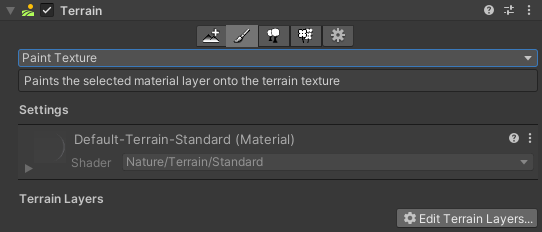 Terrain
Paint Texture
Paints the selected material layer onto the terrain texture
Settings
Default-Terrain-Standard (Material)
Shader Nature/Terrain/Standard
Terrain Layers
Edit Terrain Layers...